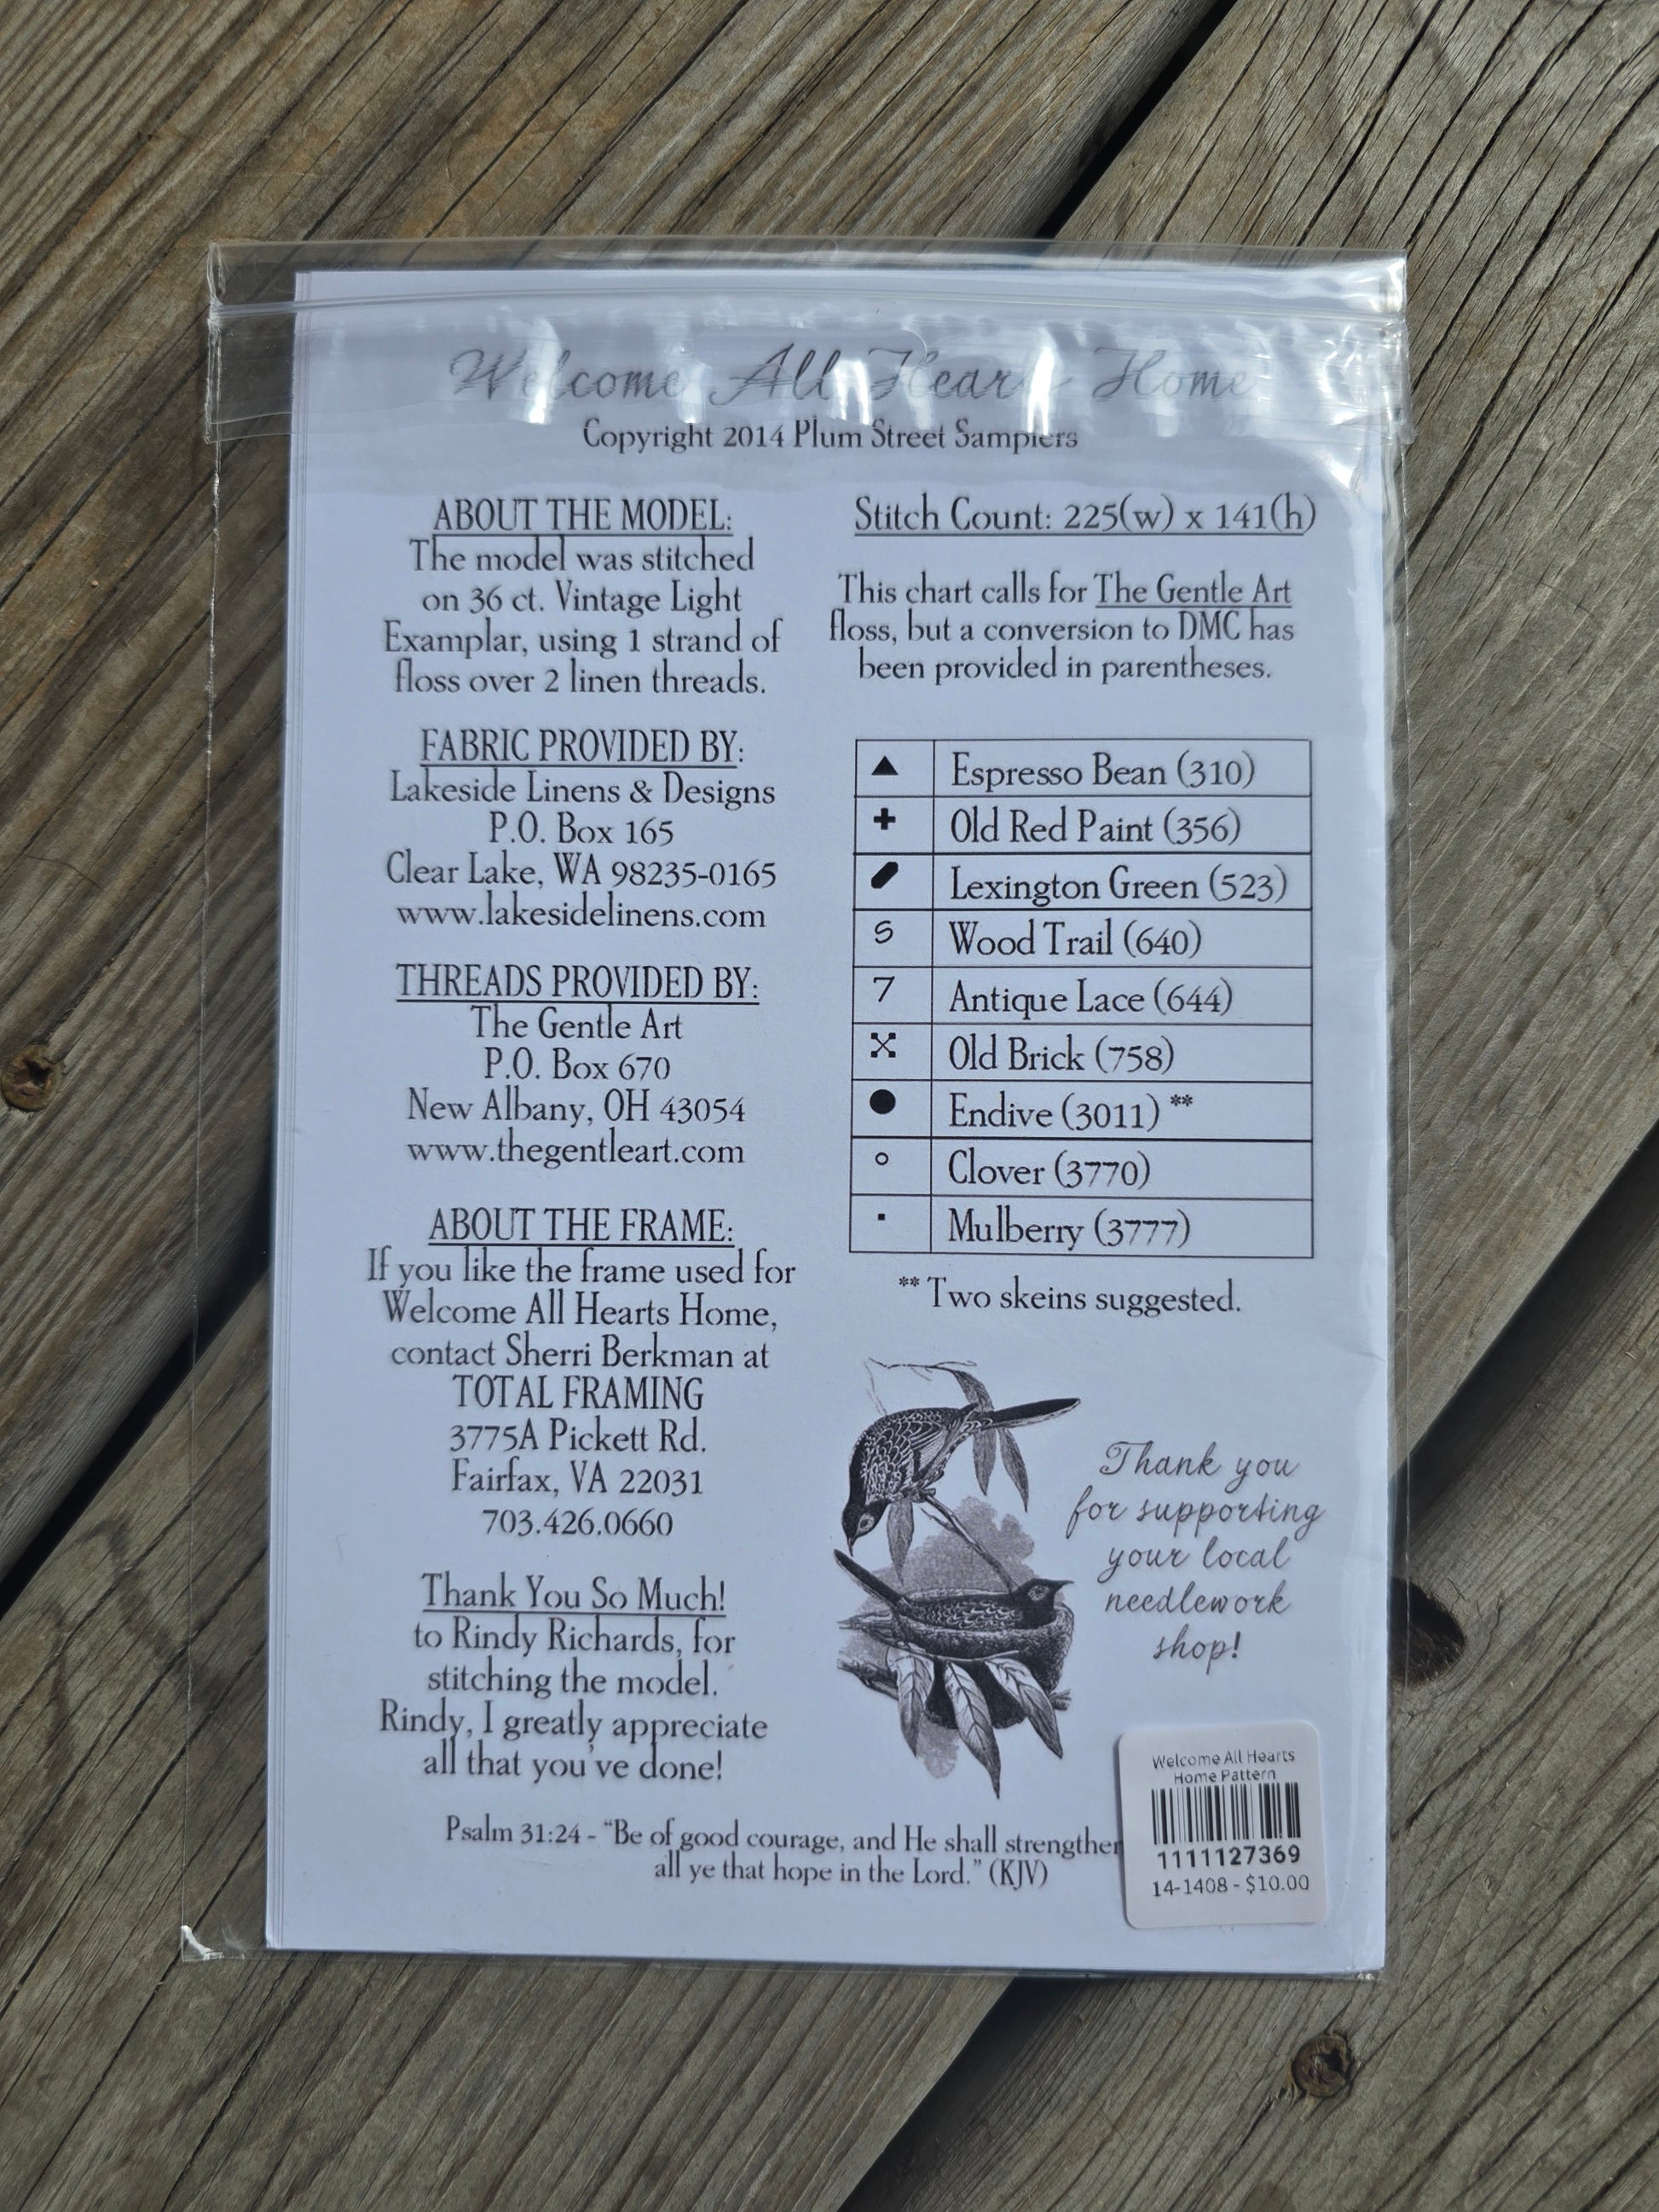 Welcome All Hearts Home
Copyright 2014 Plum Street Samplers
ABOUT THE MODEL:
The model was stitched
on 36 ct. Vintage Light
Examplar, using 1 strand of
floss over 2 linen threads.
FABRIC PROVIDED BY:
Lakeside Linens & Designs
P.O. Box 165
Clear Lake, WA 98235-0165
www.lakesidelinens.com
THREADS PROVIDED BY:
The Gentle Art
P.O. Box 670
New Albany, OH 43054
www.thegentleart.com
ABOUT THE FRAME:
If you like the frame used for
Welcome All Hearts Home,
contact Sherri Berkman at
TOTAL FRAMING
3775A Pickett Rd.
Fairfax, VA 22031
703.426.0660
Thank You So Much!
to Rindy Richards, for
stitching the model.
Rindy, I greatly appreciate
all that you've done!
Stitch Count: 225(w) x 141(h)
This chart calls for The Gentle Art
floss, but a conversion to DMC has
been provided in parentheses.
▲ Espresso Bean (310)
✚ Old Red Paint (356)
Lexington Green (523)
S Wood Trail (640)
7 Antique Lace (644)
Old Brick (758)
● Endive (3011) **
○ Clover (3770)
▪ Mulberry (3777)
** Two skeins suggested.
Thank you
for supporting
your local
needlework
shop!
Psalm 31:24 - "Be of good courage, and He shall strengthen
all ye that hope in the Lord." (KJV)
Welcome All Hearts
Home Pattern
1111127369
14-1408 - $10.00